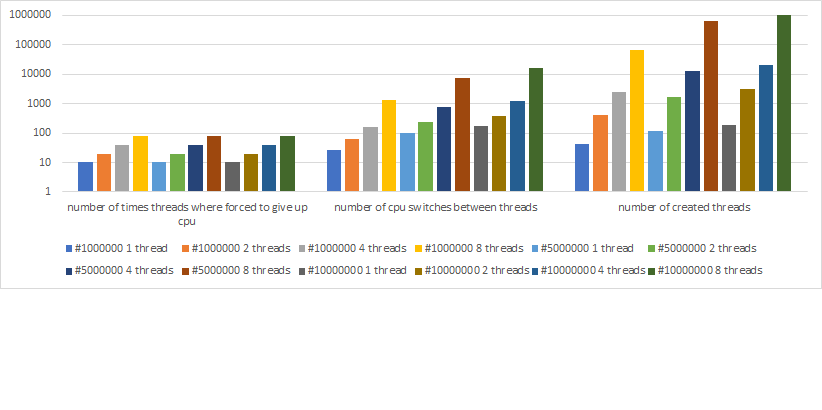 1000000
100000
10000
1000
100
10
1
number of times threads where forced to give up
cpu
number of cpu switches between threads
number of created threads
#1000000 1 thread
#1000000 2 threads
#1000000 4 threads
#1000000 8 threads
#5000000 1 thread
#5000000 2 threads
#5000000 4 threads
#5000000 8 threads
#10000000 1 thread
#10000000 2 threads
#10000000 4 threads
#10000000 8 threads